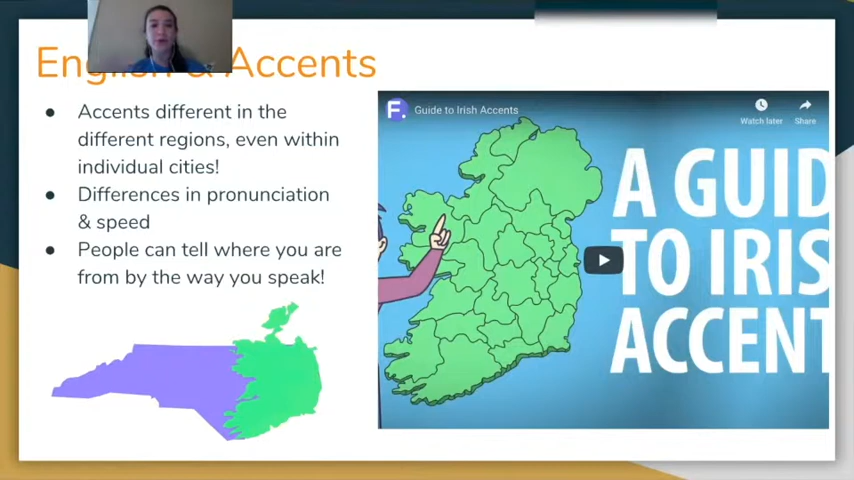 English & Accents
Accents different in the
different regions, even within
individual cities!
Differences in pronunciation
& speed
People can tell where you are
from by the way you speak!
F.
Guide to Irish Accents
Watch later
Share
A GUID
TO IRIS
ACCENT